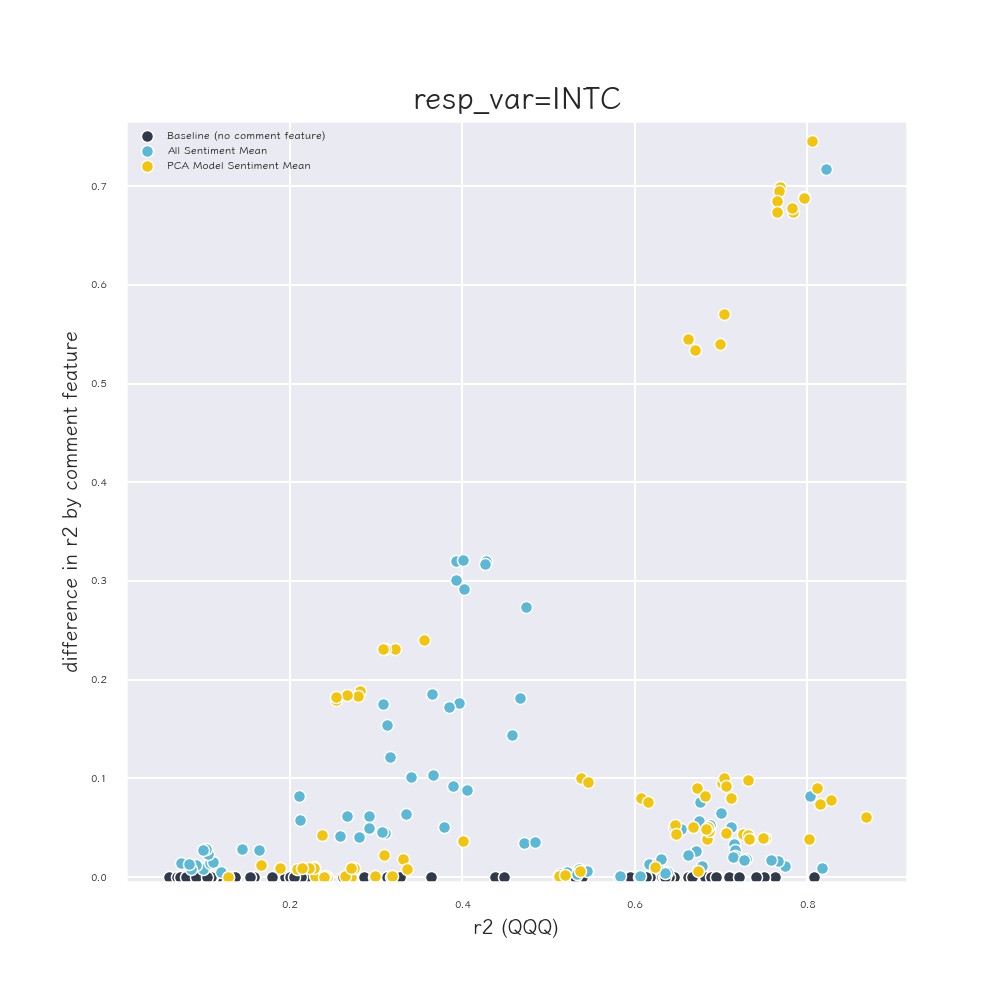 resp_var=INTC
Baseline (no comment feature)
All Sentiment Mean
PCA Model Sentiment Mean
difference in r2 by comment feature
0.7
0.6
0.5
0.4
0.3
0.2
0.1
0.0
0.2 0.4 0.6 0.8
r2 (QQQ)